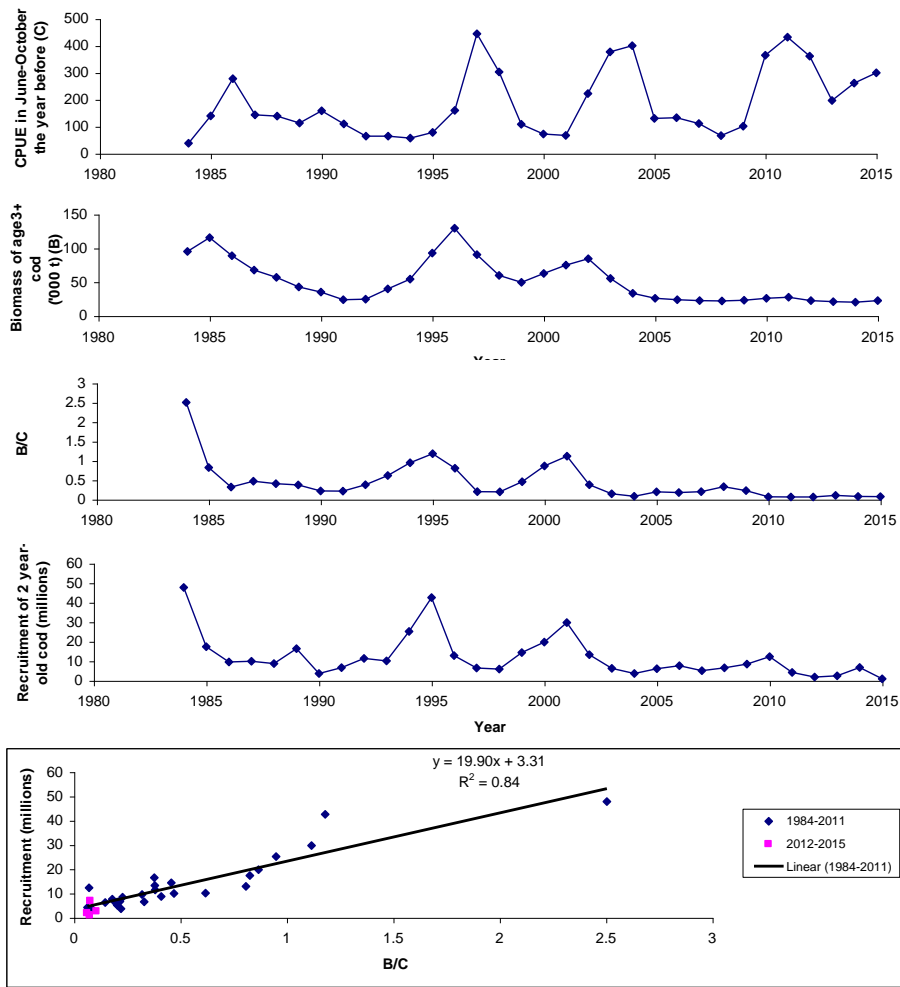 CPUE in June-October
the year before (C)
500
400
300
200
100
0
1980 1985 1990 1995 2000 2005 2010 2015
Biomass of age3+
cod
('000 t) (B)
150
100
50
0
1980 1985 1990 1995 2000 2005 2010 2015
Year
B/C
3
2.5
2
1.5
1
0.5
0
1980 1985 1990 1995 2000 2005 2010 2015
Recruitment of 2 year-
old cod (millions)
60
50
40
30
20
10
0
1980 1985 1990 1995 2000 2005 2010 2015
Year
Recruitment (millions)
60
50
40
30
20
10
0
y = 19.90x + 3.31
R² = 0.84
0 0.5 1 1.5 2 2.5 3
B/C
1984-2011
2012-2015
Linear (1984-2011)